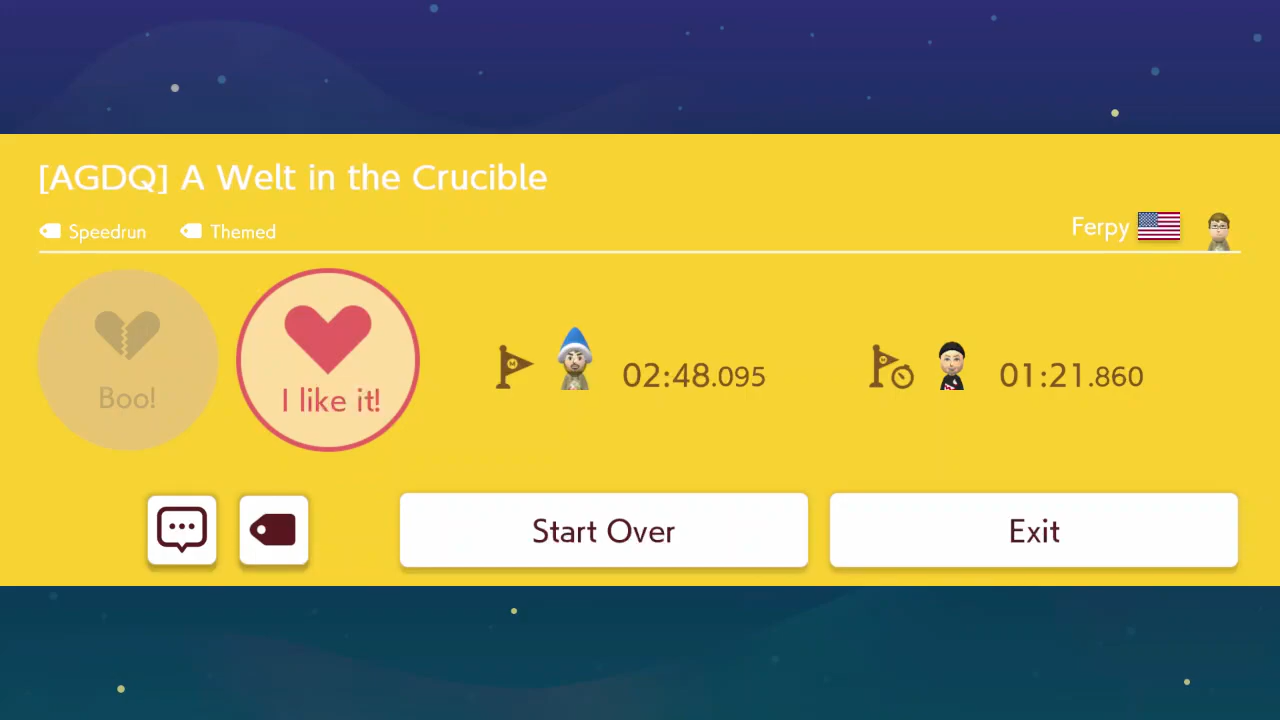 [AGDQ] A Welt in the Crucible
Speedrun Themed
Ferpy
Boo!
I like it!
M
02:48.095
M
01:21.860
Start Over
Exit